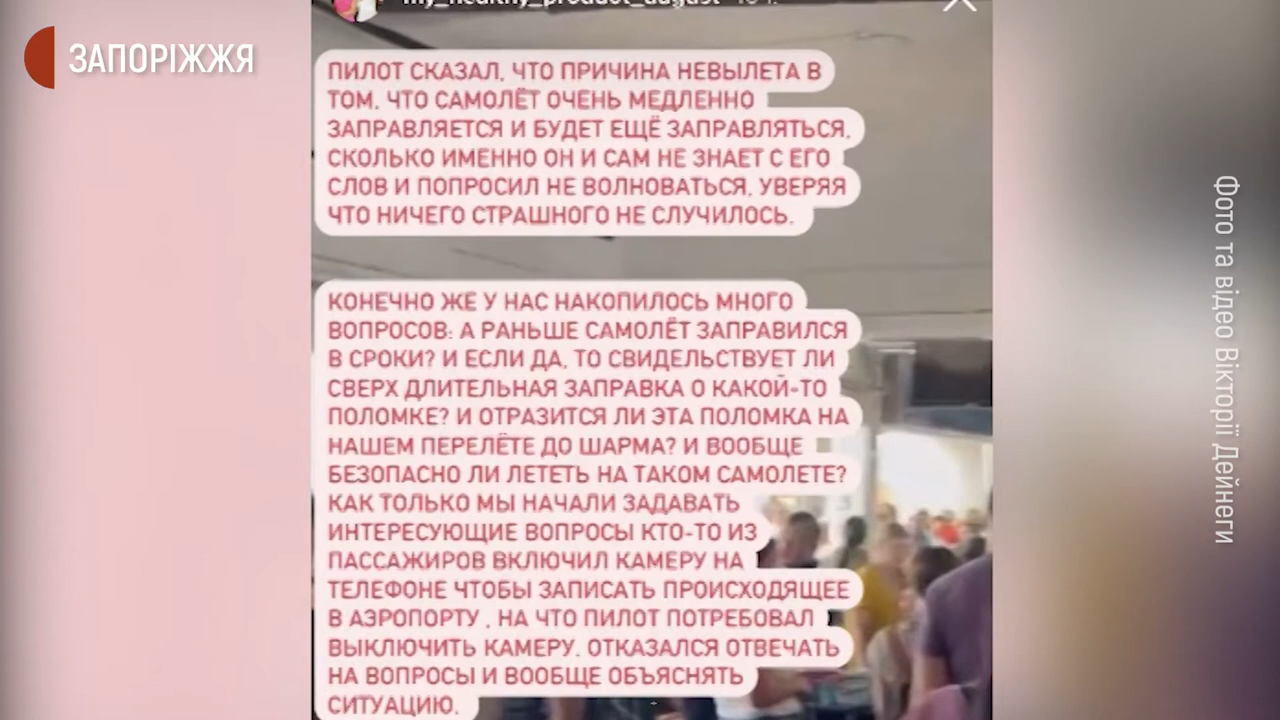 my_healthy_product_august
ЗАПОРІЖЖЯ
ПИЛОТ СКАЗАЛ, ЧТО ПРИЧИНА НЕВЫЛЕТА В
ТОМ, ЧТО САМОЛЁТ ОЧЕНЬ МЕДЛЕННО
ЗАПРАВЛЯЕТСЯ И БУДЕТ ЕЩЁ ЗАПРАВЛЯТЬСЯ,
СКОЛЬКО ИМЕННО ОН И САМ НЕ ЗНАЕТ С ЕГО
СЛОВ И ПОПРОСИЛ НЕ ВОЛНОВАТЬСЯ, УВЕРЯЯ
ЧТО НИЧЕГО СТРАШНОГО НЕ СЛУЧИЛОСЬ.
КОНЕЧНО ЖЕ У НАС НАКОПИЛОСЬ МНОГО
ВОПРОСОВ: А РАНЬШЕ САМОЛЁТ ЗАПРАВИЛСЯ
В СРОКИ? И ЕСЛИ ДА, ТО СВИДЕЛЬСТВУЕТ ЛИ
СВЕРХ ДЛИТЕЛЬНАЯ ЗАПРАВКА О КАКОЙ-ТО
ПОЛОМКЕ? И ОТРАЗИТСЯ ЛИ ЭТА ПОЛОМКА НА
НАШЕМ ПЕРЕЛЁТЕ ДО ШАРМА? И ВООБЩЕ
БЕЗОПАСНО ЛИ ЛЕТЕТЬ НА ТАКОМ САМОЛЕТЕ?
КАК ТОЛЬКО МЫ НАЧАЛИ ЗАДАВАТЬ
ИНТЕРЕСУЮЩИЕ ВОПРОСЫ КТО-ТО ИЗ
ПАССАЖИРОВ ВКЛЮЧИЛ КАМЕРУ НА
ТЕЛЕФОНЕ ЧТОБЫ ЗАПИСАТЬ ПРОИСХОДЯЩЕЕ
В АЭРОПОРТУ , НА ЧТО ПИЛОТ ПОТРЕБОВАЛ
ВЫКЛЮЧИТЬ КАМЕРУ, ОТКАЗАЛСЯ ОТВЕЧАТЬ
НА ВОПРОСЫ И ВООБЩЕ ОБЪЯСНЯТЬ
СИТУАЦИЮ.
Фото та відео Вікторії Дейнеги